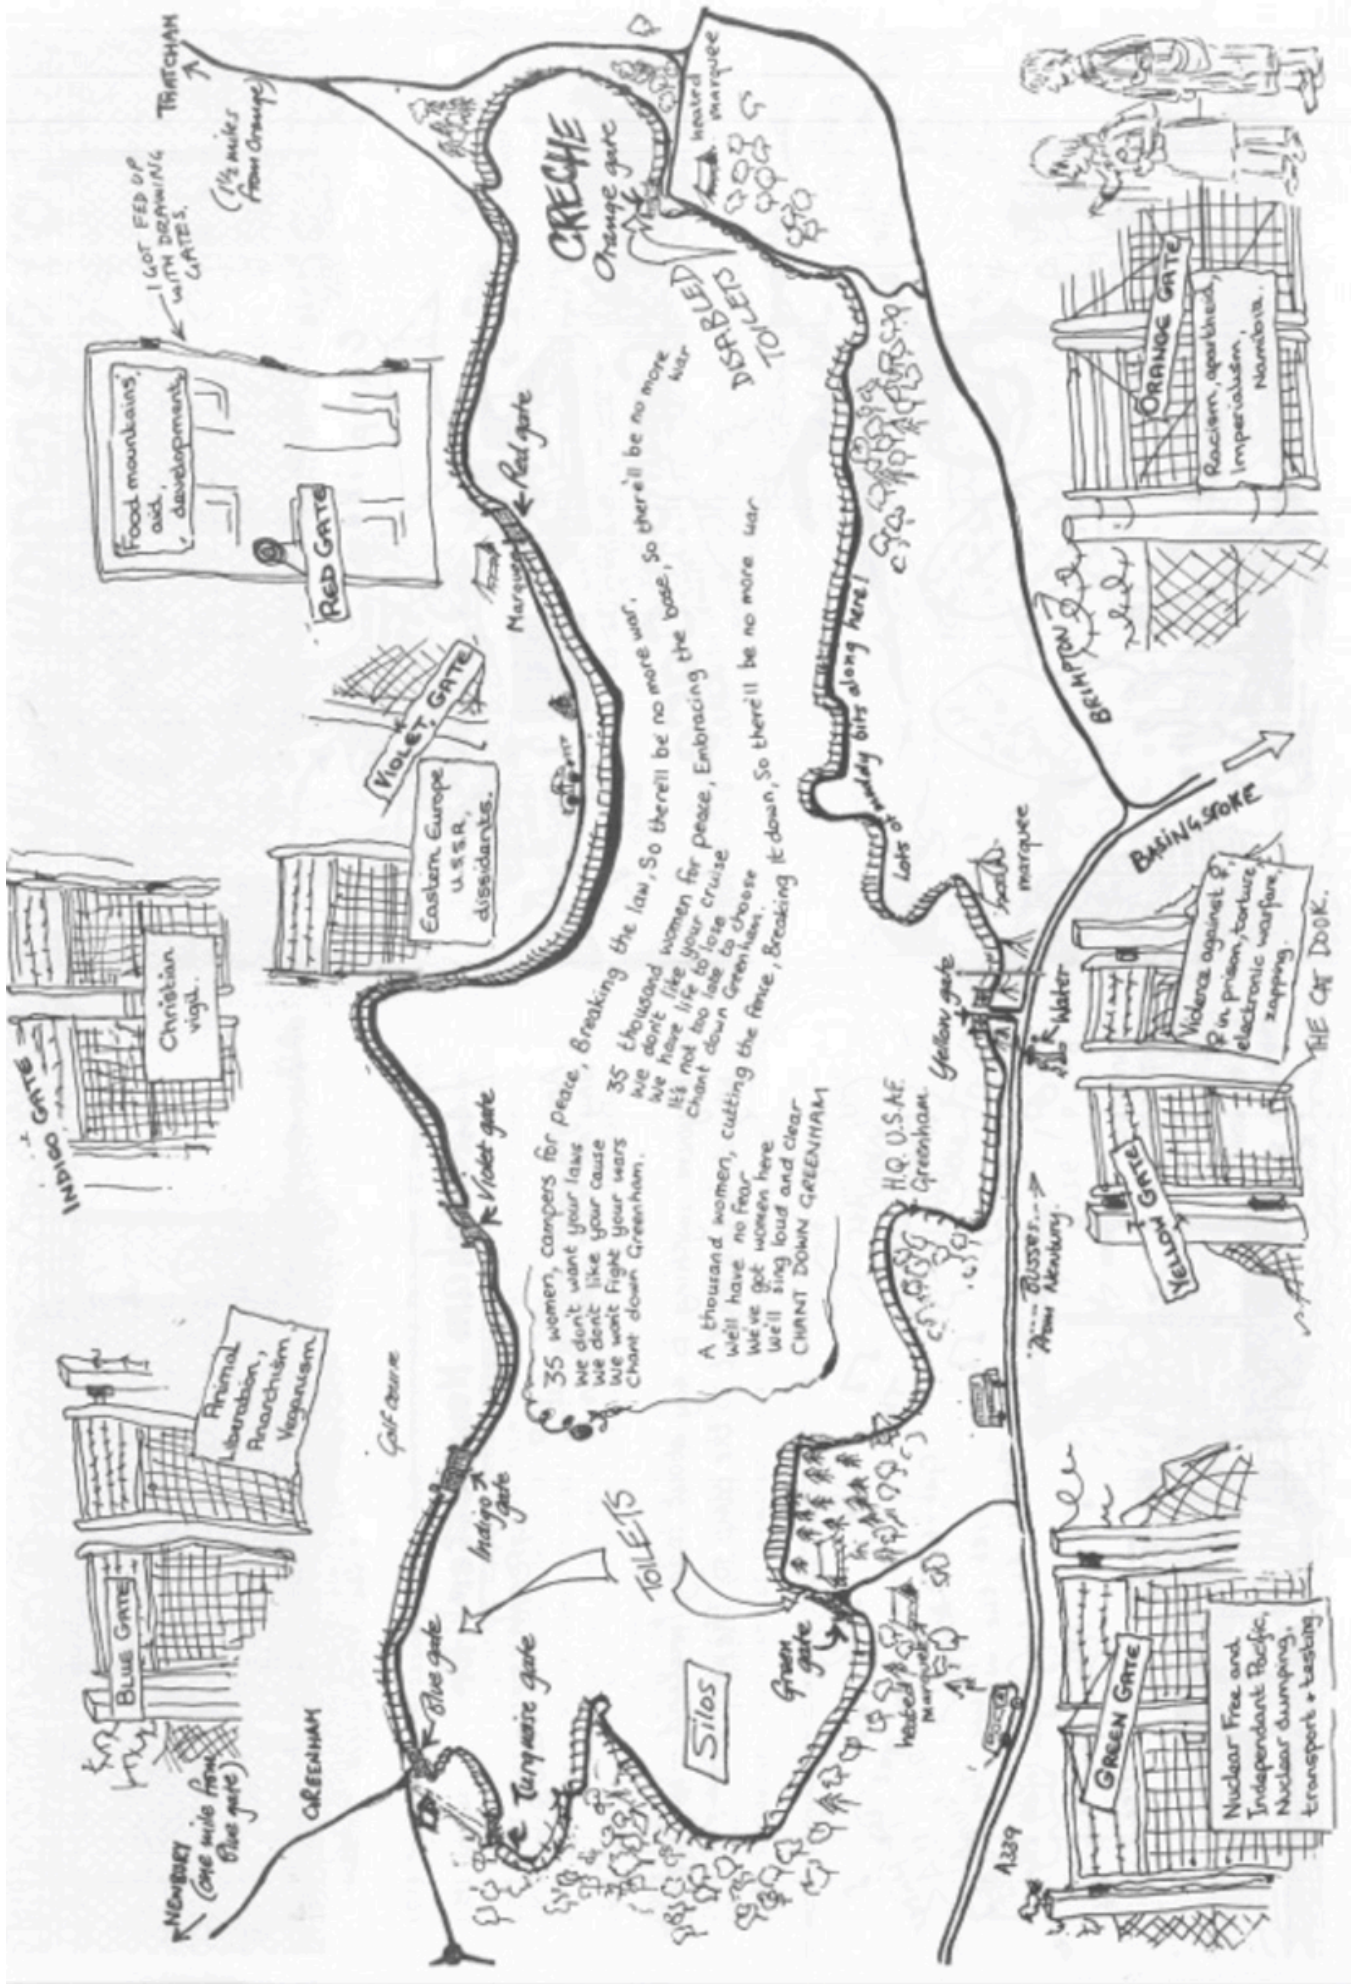 NEWBURY
(one mile from
Blue gate)
GREENHAM
BLUE GATE
Animal
liberation,
Anarchism
Veganism
INDIGO GATE
Christian
vigil.
VIOLET GATE
Eastern Europe
U.S.S.R,
dissidants.
RED GATE
Food mountains,
aid,
development,
I GOT FED UP
WITH DRAWING
GATES.
THATCHAM
(1½ miles
from Orange)
Golf course
Blue gate
Indigo
gate
Violet gate
Marquee
Red gate
CRECHE
Orange gate
heated
marquee
DISABLED
TOILETS
Turquoise gate
TOILETS
Silos
Green
gate
heated
marquee
35 women, campers for peace, Breaking the law, So there'll be no more war,
We don't want your laws
We don't like your cause
We won't fight your wars
Chant down Greenham.
35 thousand women for peace, Embracing the base, So there'll be no more
war
We don't like your cruise
We have life to lose
It's not too late to choose
Chant down Greenham.
A thousand women, cutting the fence, Breaking it down, So there'll be no more war
We'll have no fear
We've got women here
We'll sing loud and clear
CHANT DOWN GREENHAM
H.Q. U.S.A.F.
Greenham
Yellow gate
Water
marquee
Lots of muddy bits along here!
BUSSES
from Newbury
A339
BRIMPTON
BASINGSTOKE
GREEN GATE
Nuclear Free and
Independant Pacific,
Nuclear dumping,
transport & testing
YELLOW GATE
Violence against ♀,
♀ in prison, torture,
electronic warfare,
zapping.
THE CAT DOOR.
ORANGE GATE
Racism, apartheid,
Imperialism,
Namibia.